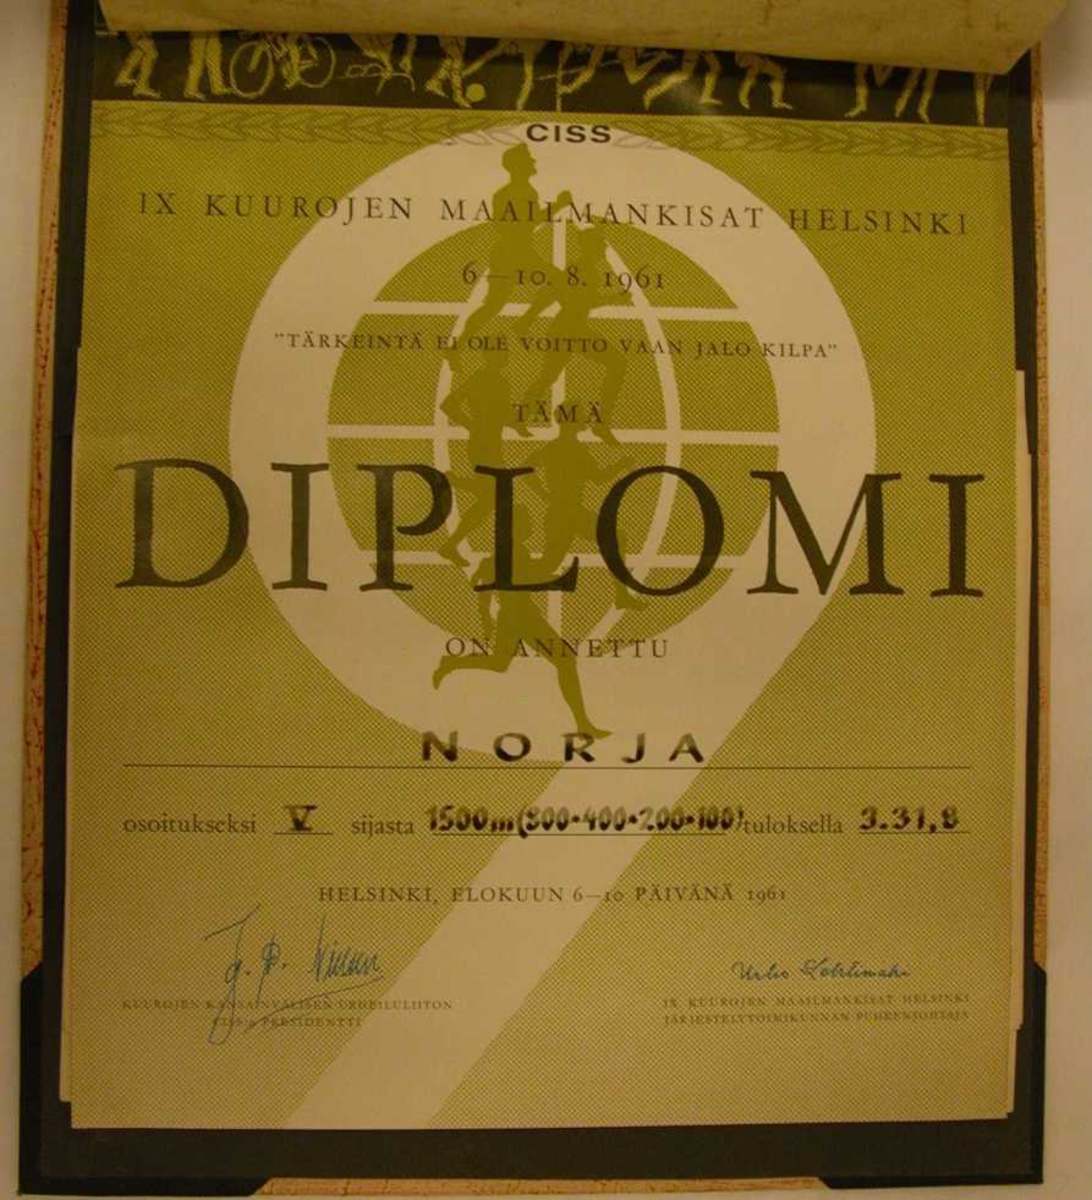 CISS
IX KUUROJEN MAAILMANKISAT HELSINKI
6–10. 8. 1961
"TÄRKEINTÄ EI OLE VOITTO VAAN JALO KILPA"
TÄMÄ
DIPLOMI
ON ANNETTU
NORJA
osoitukseksi V sijasta 1500m(800+400+200+100) tuloksella 3.31,8
HELSINKI, ELOKUUN 6–10 PÄIVÄNÄ 1961
J. P.
Urho
KUUROJEN KANSAINVÄLISEN URHEILULIITON
CISS:n PRESIDENTTI
IX KUUROJEN MAAILMANKISAT HELSINKI
JÄRJESTELYTOIMIKUNNAN PUHEENJOHTAJA